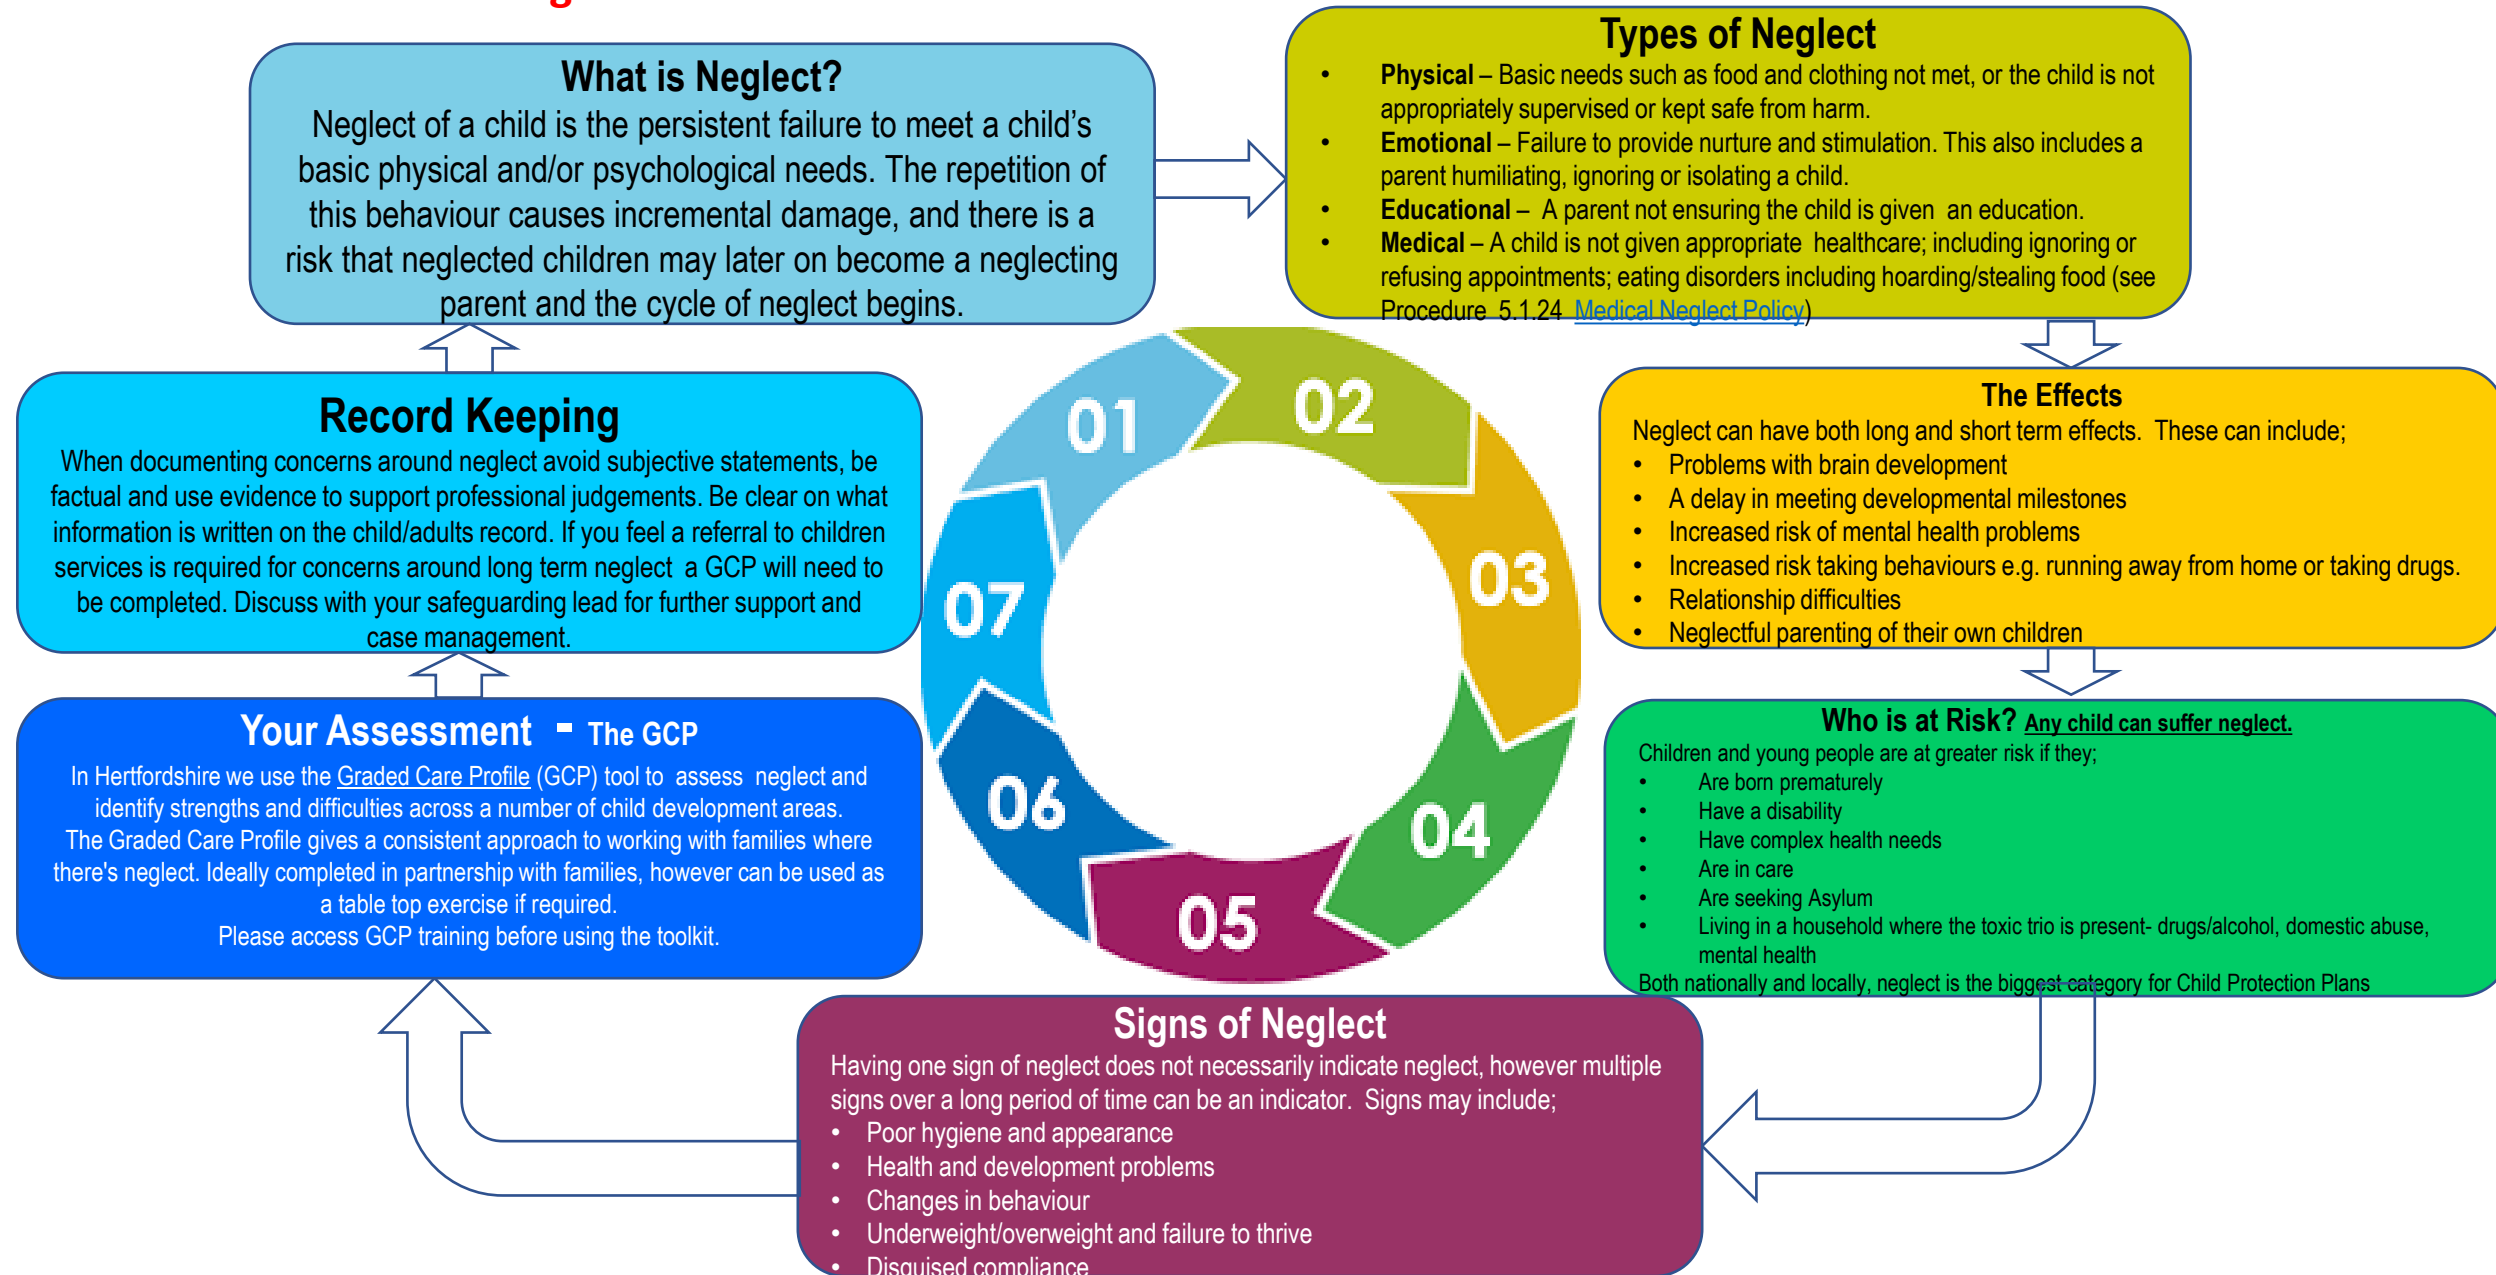 What is Neglect?
Neglect of a child is the persistent failure to meet a child's
basic physical and/or psychological needs. The repetition of
this behaviour causes incremental damage, and there is a
risk that neglected children may later on become a neglecting
parent and the cycle of neglect begins.
Types of Neglect
• Physical – Basic needs such as food and clothing not met, or the child is not
appropriately supervised or kept safe from harm.
• Emotional – Failure to provide nurture and stimulation. This also includes a
parent humiliating, ignoring or isolating a child.
• Educational – A parent not ensuring the child is given an education.
• Medical – A child is not given appropriate healthcare; including ignoring or
refusing appointments; eating disorders including hoarding/stealing food (see
Procedure 5.1.24 Medical Neglect Policy)
The Effects
Neglect can have both long and short term effects. These can include;
• Problems with brain development
• A delay in meeting developmental milestones
• Increased risk of mental health problems
• Increased risk taking behaviours e.g. running away from home or taking drugs.
• Relationship difficulties
• Neglectful parenting of their own children
Who is at Risk? Any child can suffer neglect.
Children and young people are at greater risk if they;
• Are born prematurely
• Have a disability
• Have complex health needs
• Are in care
• Are seeking Asylum
• Living in a household where the toxic trio is present- drugs/alcohol, domestic abuse,
mental health
Both nationally and locally, neglect is the biggest category for Child Protection Plans
Signs of Neglect
Having one sign of neglect does not necessarily indicate neglect, however multiple
signs over a long period of time can be an indicator. Signs may include;
• Poor hygiene and appearance
• Health and development problems
• Changes in behaviour
• Underweight/overweight and failure to thrive
• Disguised compliance
Your Assessment - The GCP
In Hertfordshire we use the Graded Care Profile (GCP) tool to assess neglect and
identify strengths and difficulties across a number of child development areas.
The Graded Care Profile gives a consistent approach to working with families where
there's neglect. Ideally completed in partnership with families, however can be used as
a table top exercise if required.
Please access GCP training before using the toolkit.
Record Keeping
When documenting concerns around neglect avoid subjective statements, be
factual and use evidence to support professional judgements. Be clear on what
information is written on the child/adults record. If you feel a referral to children
services is required for concerns around long term neglect a GCP will need to
be completed. Discuss with your safeguarding lead for further support and
case management.
01
02
03
04
05
06
07